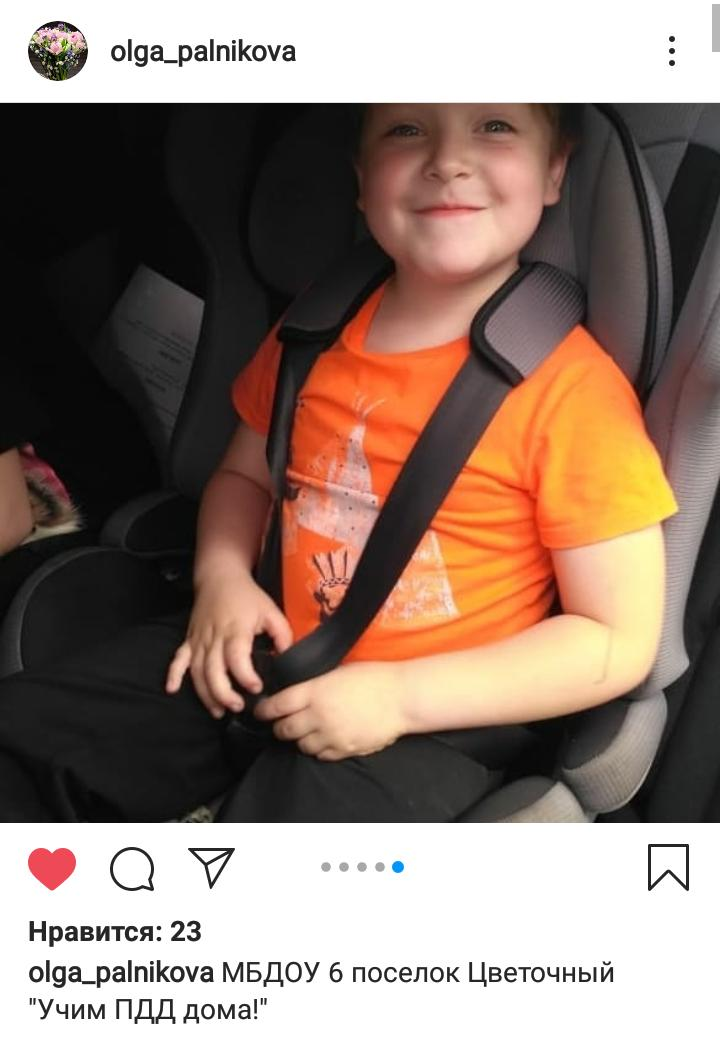 olga_palnikova
Нравится: 23
olga_palnikova МБДОУ 6 поселок Цветочный
"Учим ПДД дома!"